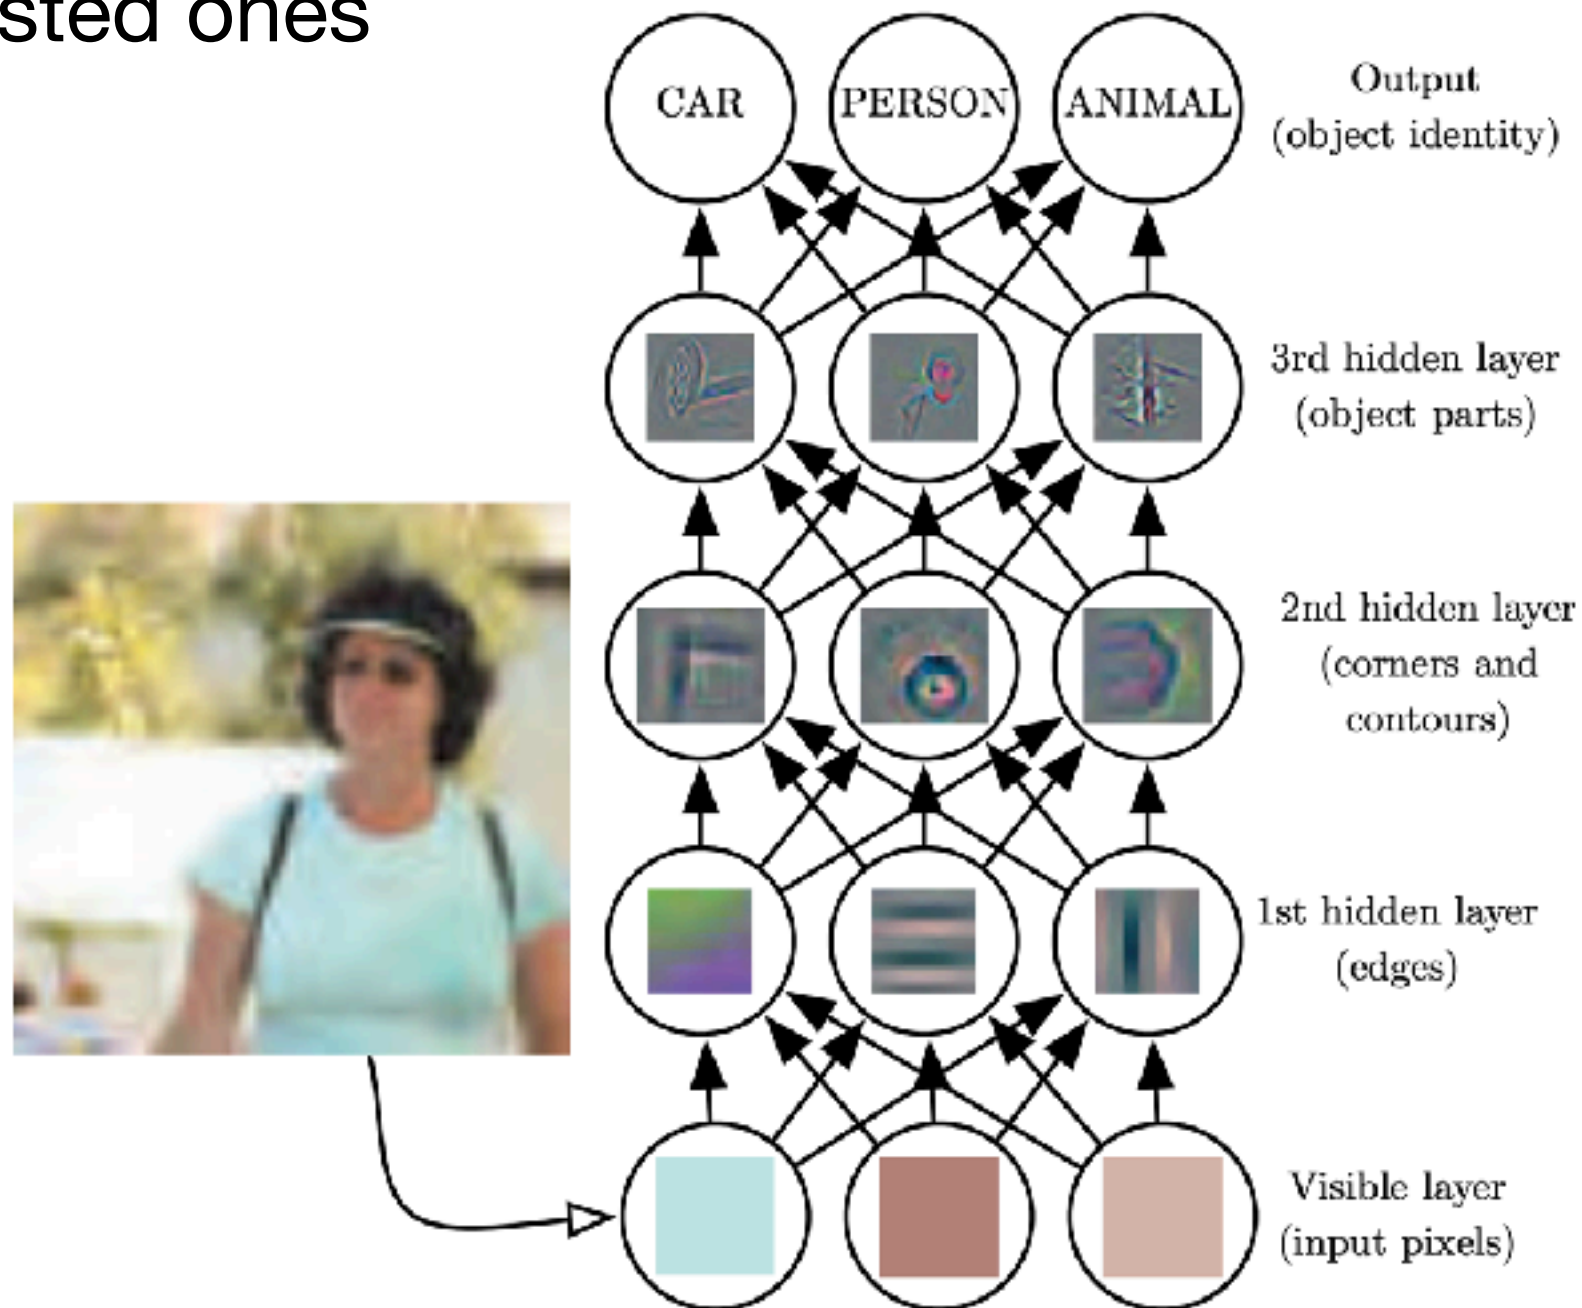 sted ones
CAR
PERSON
ANIMAL
Output
(object identity)
3rd hidden layer
(object parts)
2nd hidden layer
(corners and
contours)
1st hidden layer
(edges)
Visible layer
(input pixels)